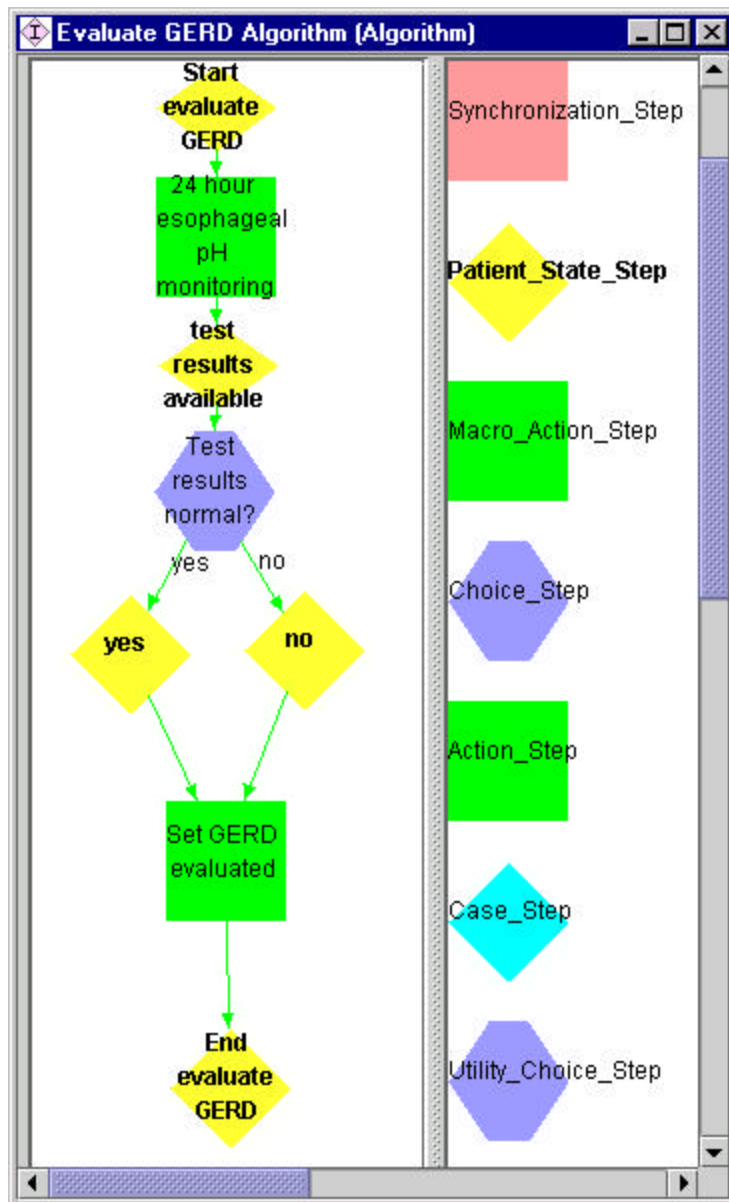 Evaluate GERD Algorithm (Algorithm)
Start
evaluate
GERD
24 hour
esophageal
pH
monitoring
test
results
available
Test
results
normal?
yes
no
yes
no
Set GERD
evaluated
End
evaluate
GERD
Synchronization_Step
Patient_State_Step
Macro_Action_Step
Choice_Step
Action_Step
Case_Step
Utility_Choice_Step